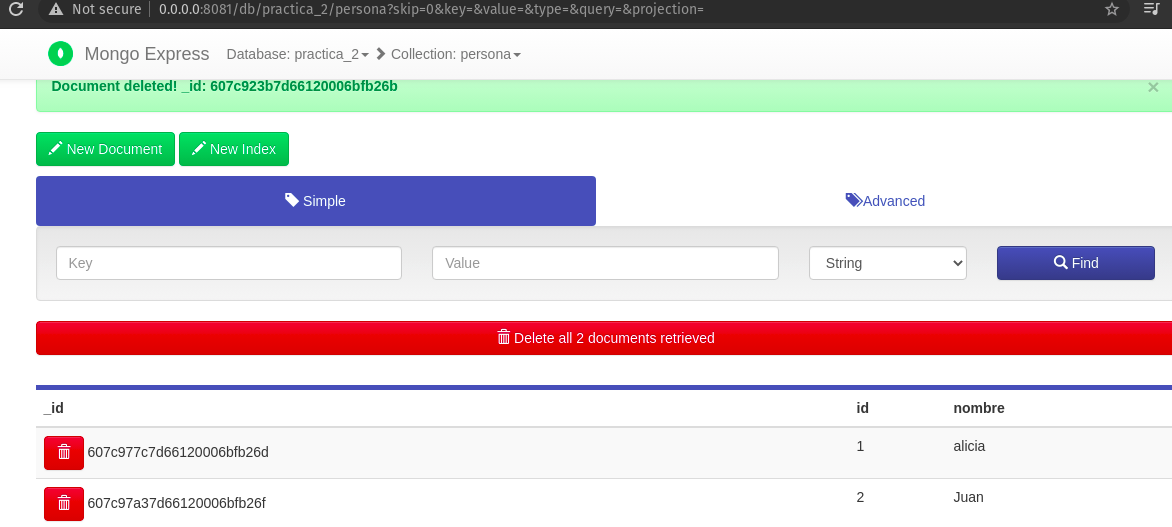 Not secure 0.0.0.0:8081/db/practica_2/persona?skip=0&key=&value=&type=&query=&projection=
Mongo Express Database: practica_2 Collection: persona
Document deleted! _id: 607c923b7d66120006bfb26b ×
New Document New Index
Simple Advanced
Key Value String Find
Delete all 2 documents retrieved
_id id nombre
607c977c7d66120006bfb26d 1 alicia
607c97a37d66120006bfb26f 2 Juan